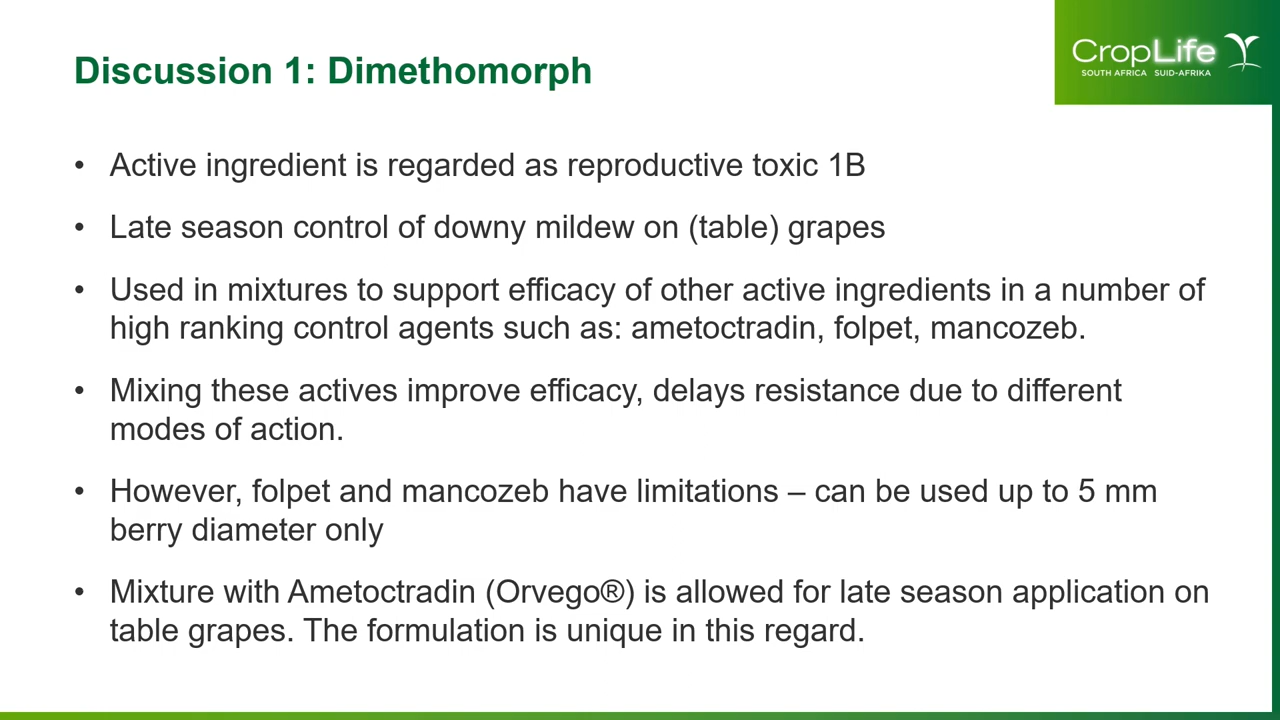 Discussion 1: Dimethomorph
CropLife
SOUTH AFRICA SUID-AFRIKA
• Active ingredient is regarded as reproductive toxic 1B
• Late season control of downy mildew on (table) grapes
• Used in mixtures to support efficacy of other active ingredients in a number of
high ranking control agents such as: ametoctradin, folpet, mancozeb.
• Mixing these actives improve efficacy, delays resistance due to different
modes of action.
• However, folpet and mancozeb have limitations – can be used up to 5 mm
berry diameter only
• Mixture with Ametoctradin (Orvego®) is allowed for late season application on
table grapes. The formulation is unique in this regard.